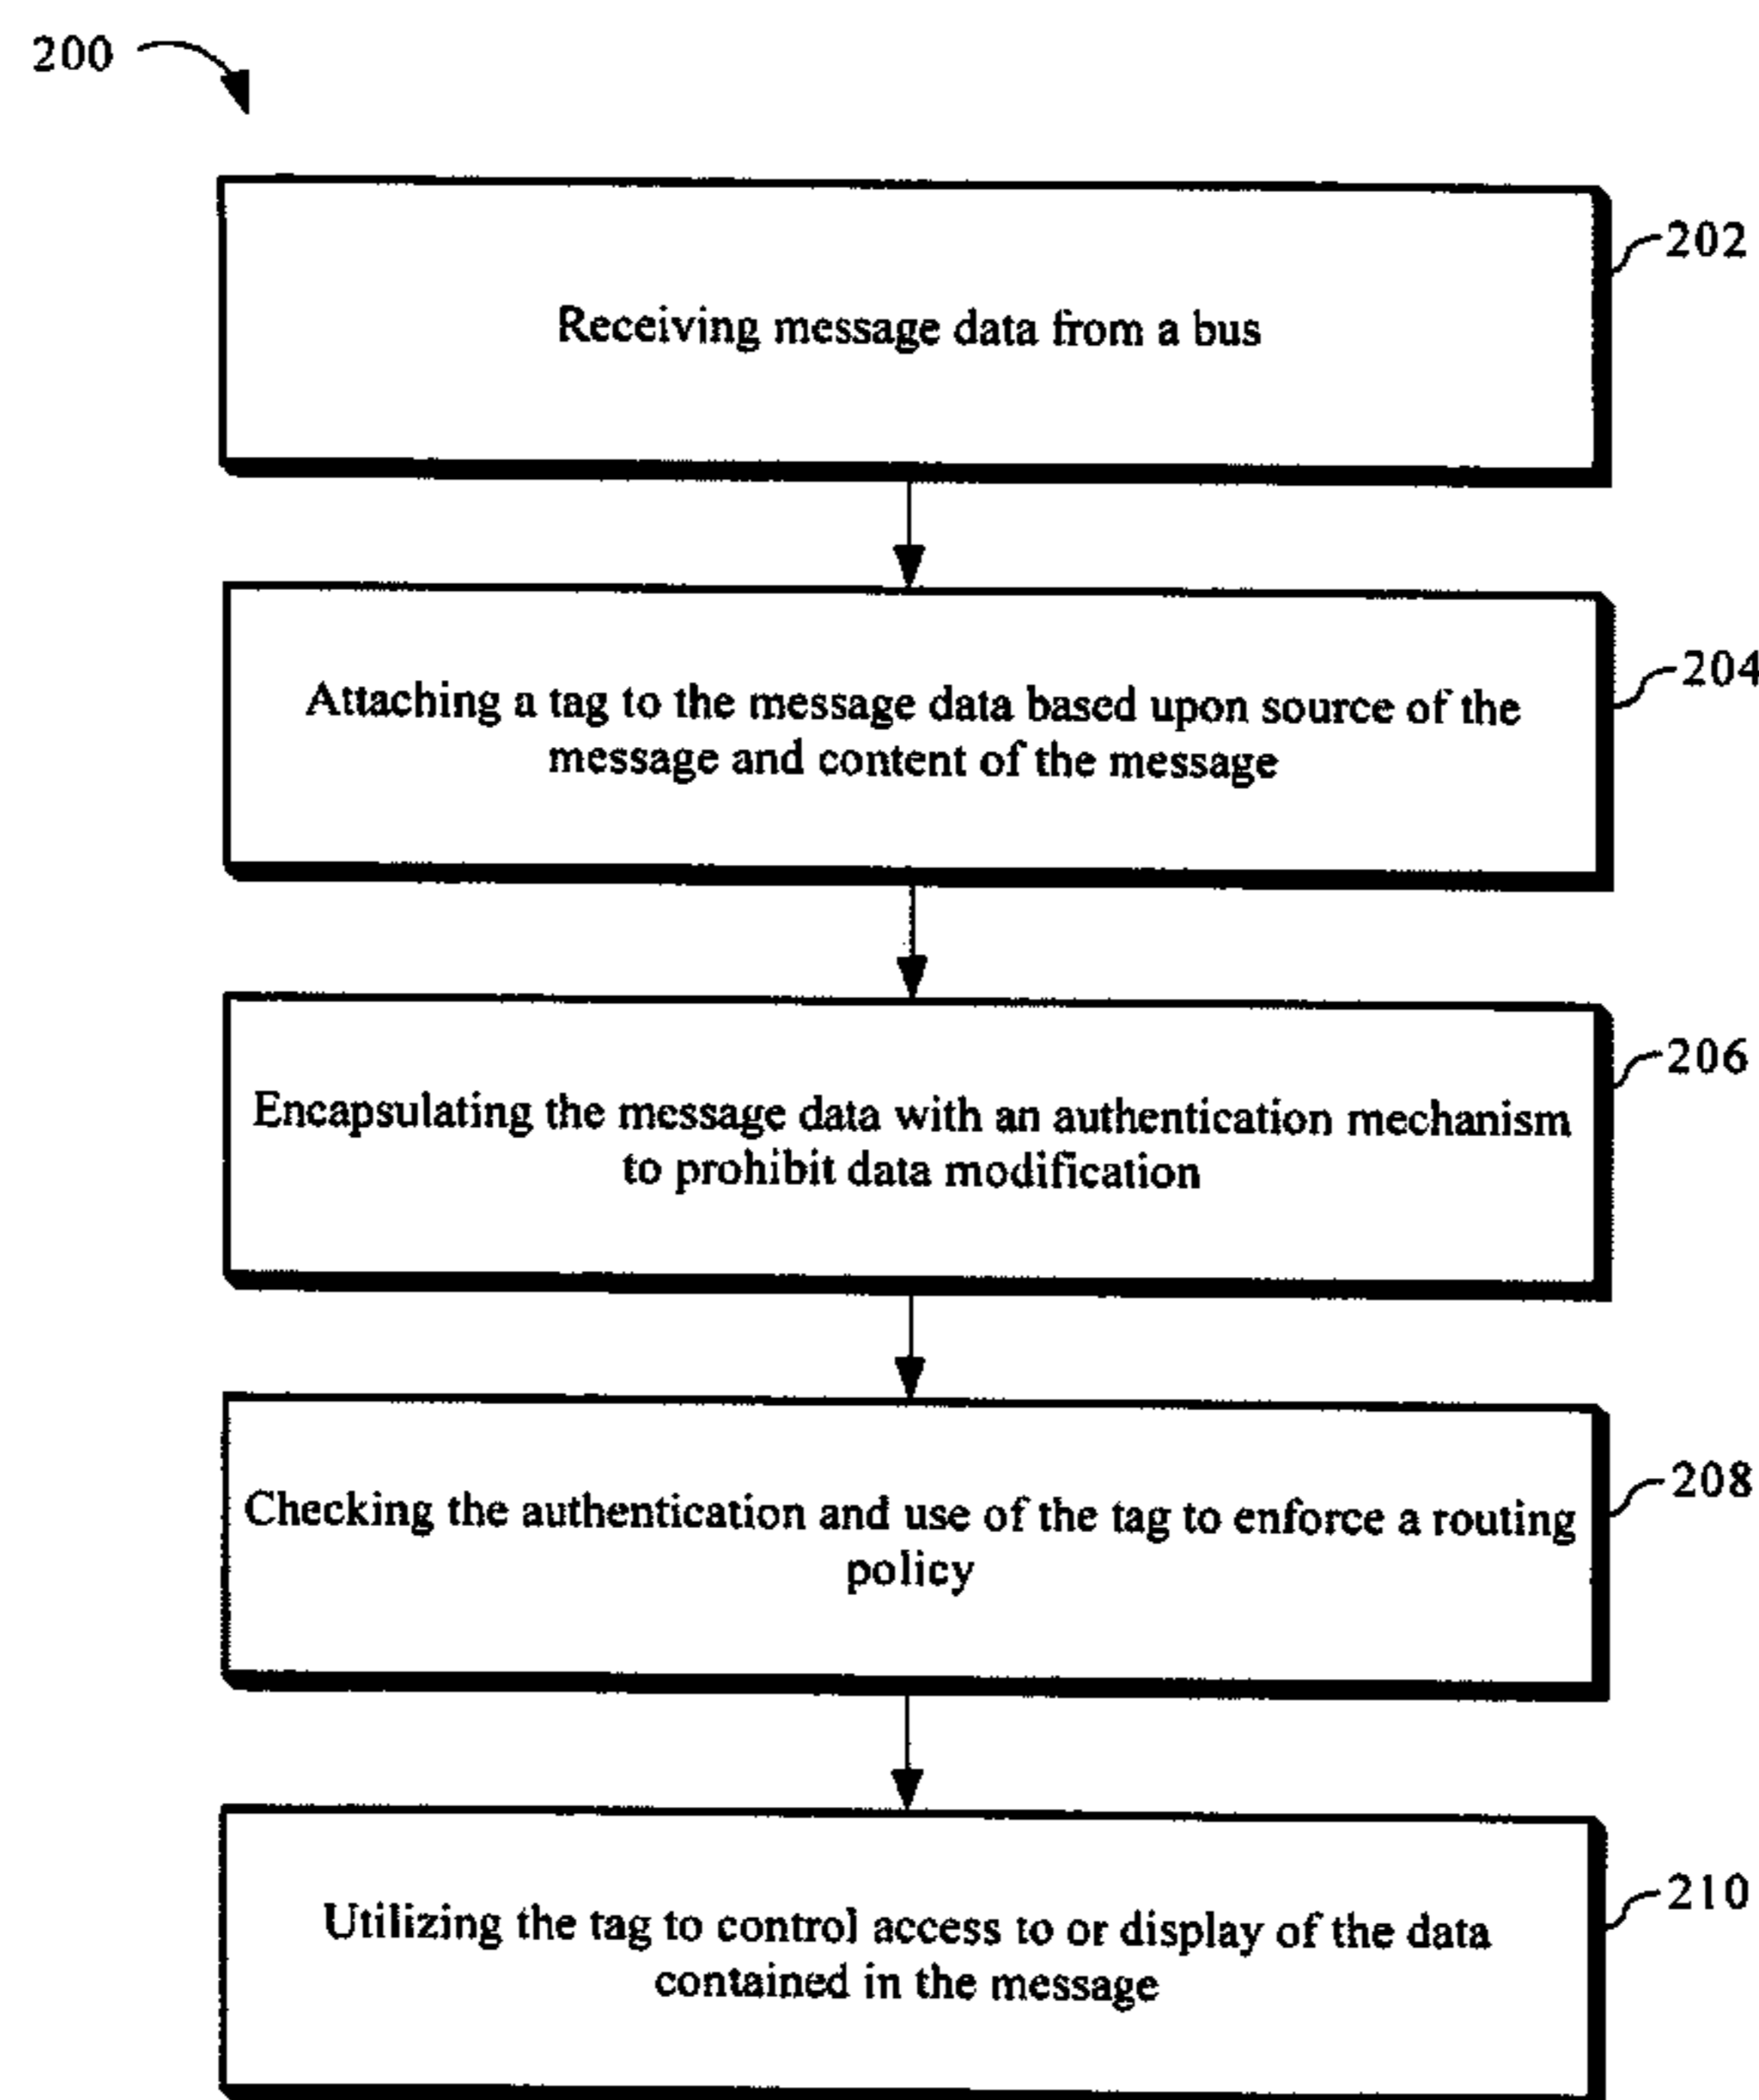 200
202
Receiving message data from a bus
204
Attaching a tag to the message data based upon source of the
message and content of the message
206
Encapsulating the message data with an authentication mechanism
to prohibit data modification
208
Checking the authentication and use of the tag to enforce a routing
policy
210
Utilizing the tag to control access to or display of the data
contained in the message